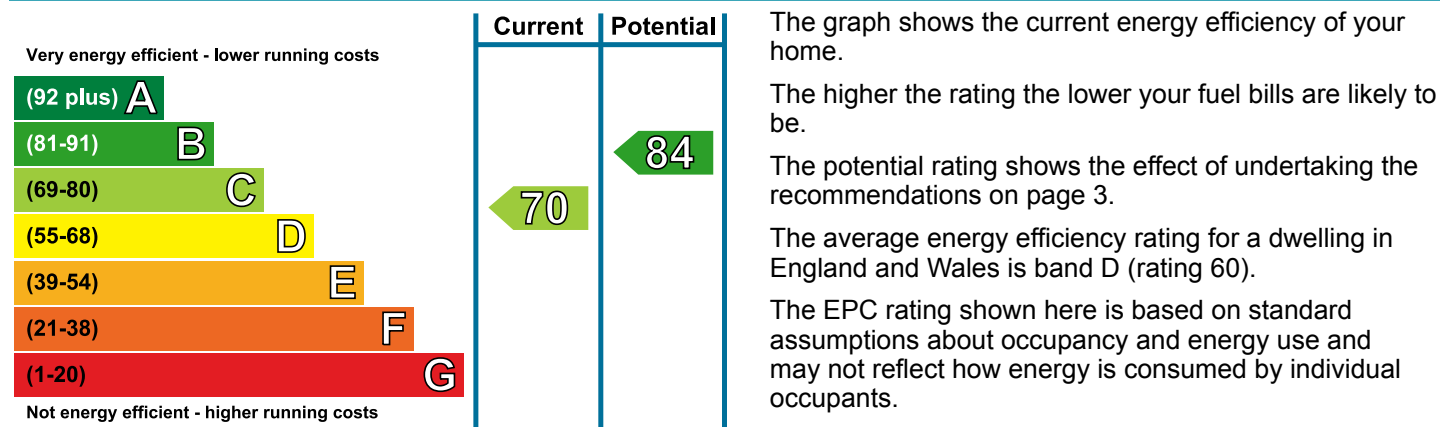 Current Potential
Very energy efficient - lower running costs
(92 plus) A
(81-91) B
84
(69-80) C
70
(55-68) D
(39-54) E
(21-38) F
(1-20) G
Not energy efficient - higher running costs
The graph shows the current energy efficiency of your
home.
The higher the rating the lower your fuel bills are likely to
be.
The potential rating shows the effect of undertaking the
recommendations on page 3.
The average energy efficiency rating for a dwelling in
England and Wales is band D (rating 60).
The EPC rating shown here is based on standard
assumptions about occupancy and energy use and
may not reflect how energy is consumed by individual
occupants.